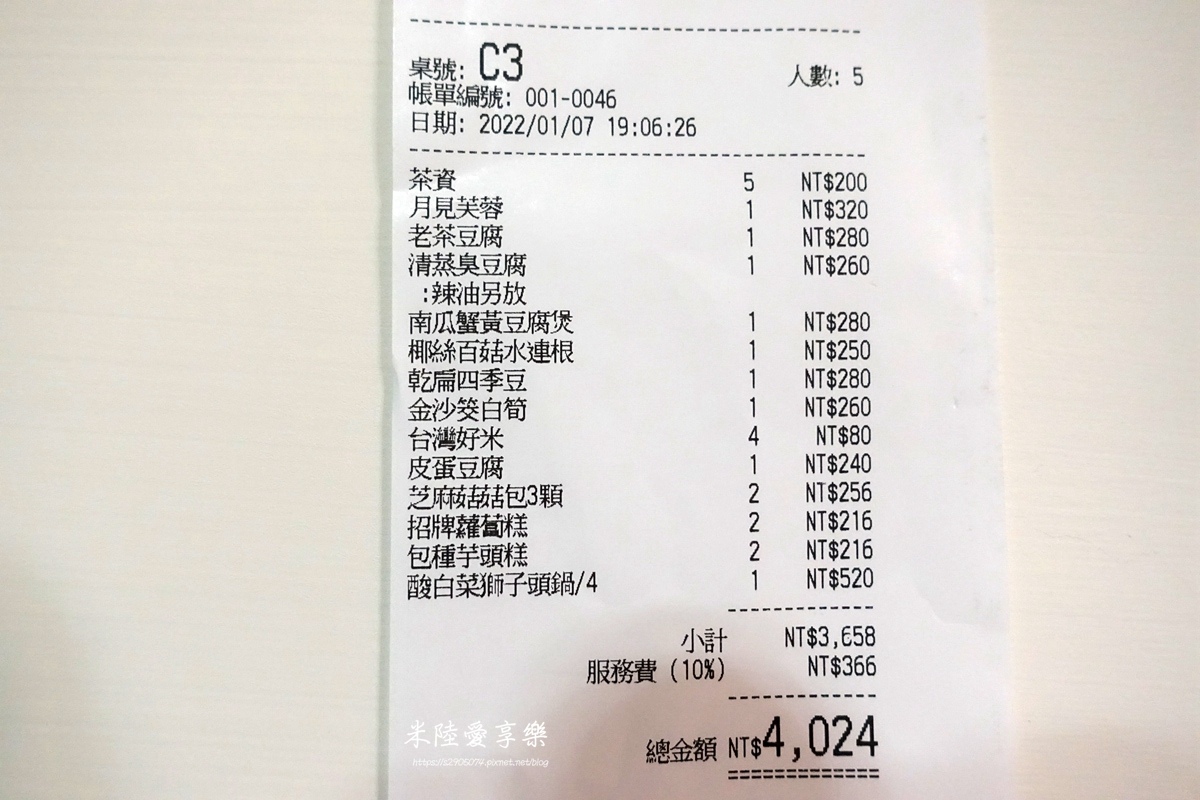 桌號: C3 人數: 5
帳單編號: 001-0046
日期: 2022/01/07 19:06:26
茶資 5 NT$200
月見芙蓉 1 NT$320
老茶豆腐 1 NT$280
清蒸臭豆腐 1 NT$260
:辣油另放
南瓜蟹黃豆腐煲 1 NT$280
椰絲百菇水連根 1 NT$250
乾扁四季豆 1 NT$280
金沙筊白筍 1 NT$260
台灣好米 4 NT$80
皮蛋豆腐 1 NT$240
芝麻菇菇包3顆 2 NT$256
招牌蘿蔔糕 2 NT$216
包種芋頭糕 2 NT$216
酸白菜獅子頭鍋/4 1 NT$520
小計 NT$3,658
服務費 (10%) NT$366
總金額 NT$4,024
米陸愛享樂
https://s2906074.pixnet.net/blog